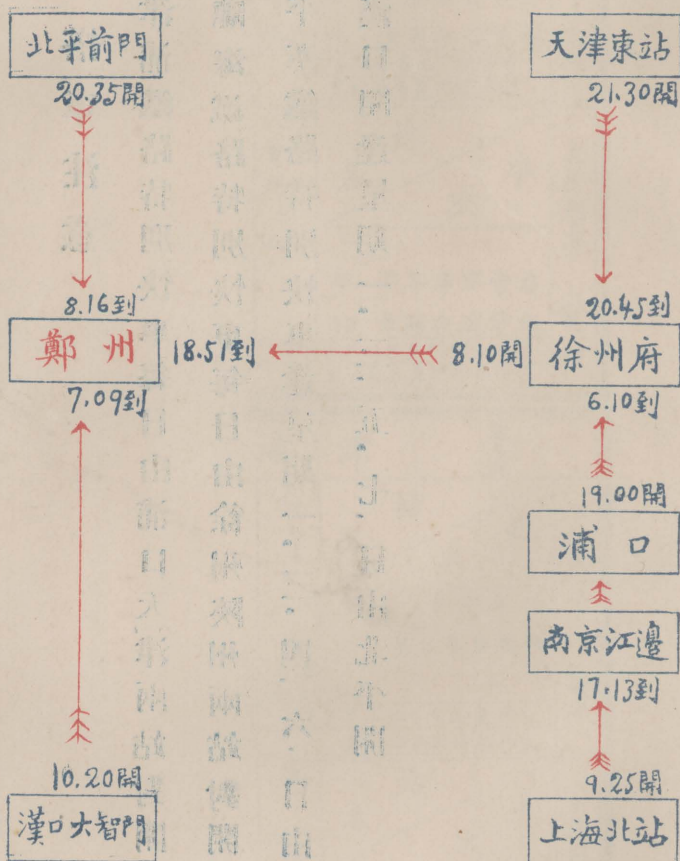 北平前門
20.35開
8.16到
鄭州
7.09到
10.20開
漢口大智門
18.51到
8.10開
天津東站
21.30開
20.45到
徐州府
6.10到
19.00開
浦口
南京江邊
17.13到
9.25開
上海北站